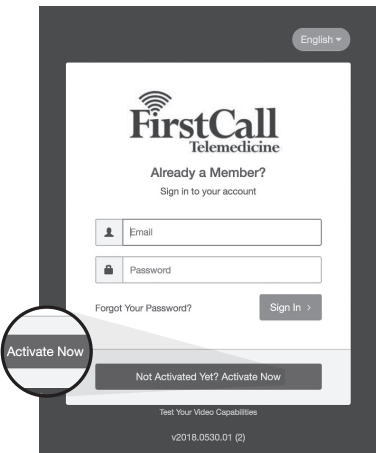 English
FirstCall
Telemedicine
Already a Member?
Sign in to your account
Email
Password
Forgot Your Password?
Sign In >
Activate Now
Not Activated Yet? Activate Now
Test Your Video Capabilities
v2018.0530.01 (2)